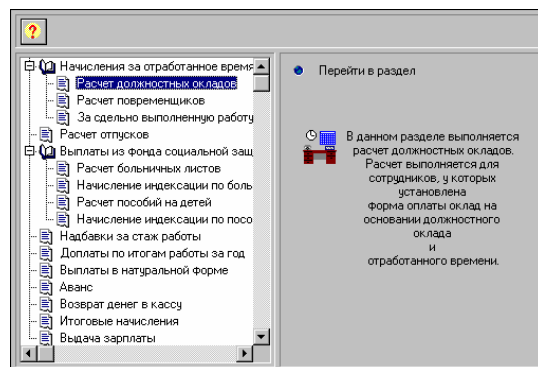 Начисления за отработанное время
Расчет должностных окладов
Расчет повременщиков
За сдельно выполненную работу
Расчет отпусков
Выплаты из Фонда социальной защ
Расчет больничных листов
Начисление индексации по боль
Расчет пособий на детей
Начисление индексации по посо
Надбавки за стаж работы
Доплаты по итогам работы за год
Выплаты в натуральной форме
Аванс
Возврат денег в кассу
Итоговые начисления
Выдача зарплаты
Перейти в раздел
В данном разделе выполняется
расчет должностных окладов.
Расчет выполняется для
сотрудников, у которых
установлена
форма оплаты оклад на
основании должностного
оклада
и
отработанного времени.